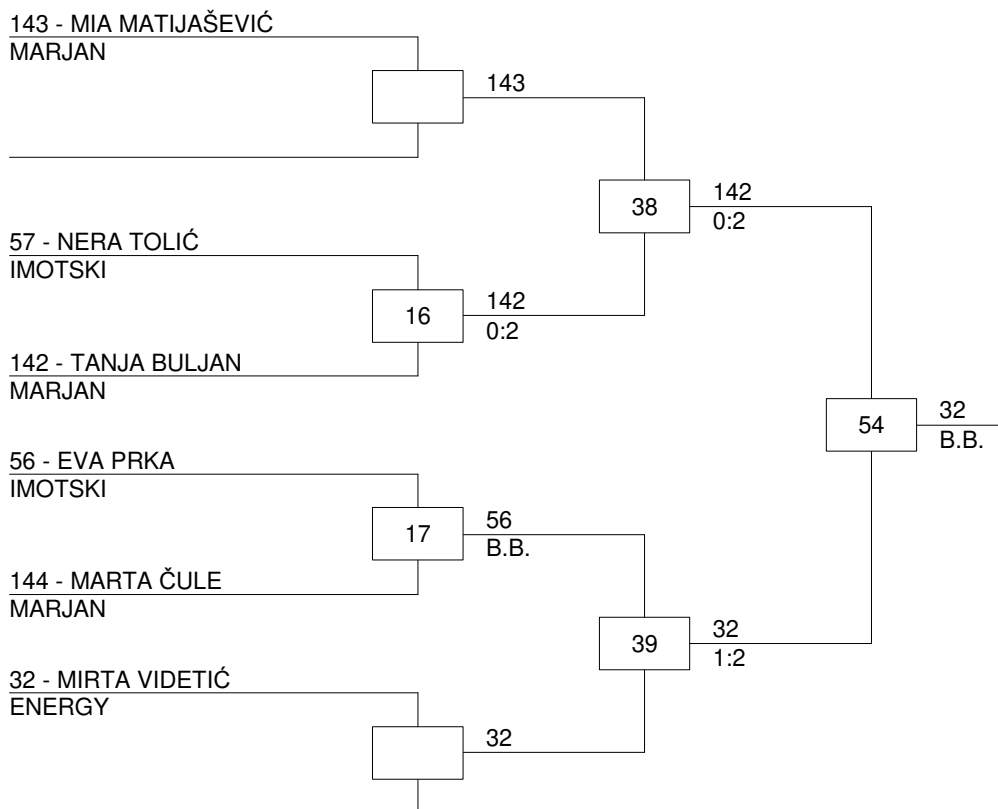 143 - MIA MATIJAŠEVIĆ
MARJAN
143
38
142
0:2
57 - NERA TOLIĆ
IMOTSKI
16
142
0:2
142 - TANJA BULJAN
MARJAN
54
32
B.B.
56 - EVA PRKA
IMOTSKI
17
56
B.B.
144 - MARTA ČULE
MARJAN
39
32
1:2
32 - MIRTA VIDETIĆ
ENERGY
32